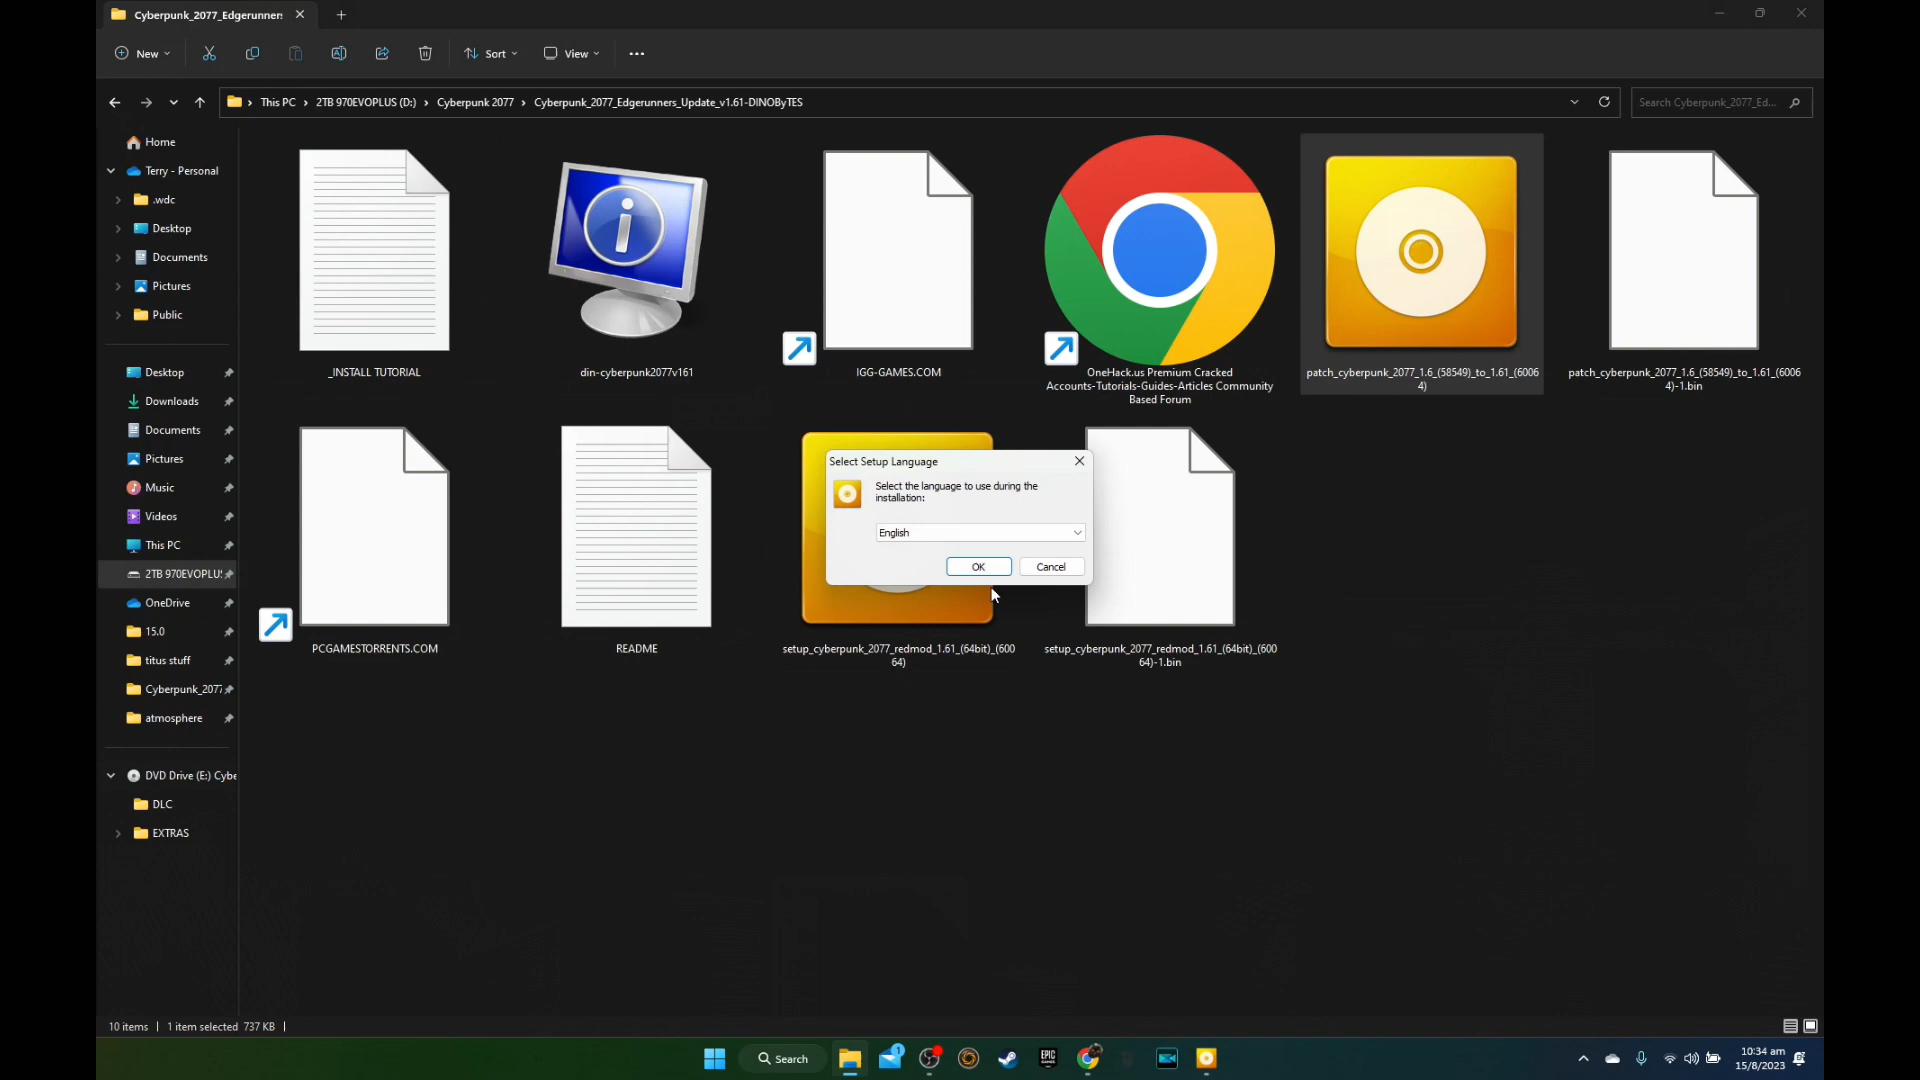 Cyberpunk_2077_Edgerunners
New
Sort
View
This PC > 2TB 970EVOPLUS (D:) > Cyberpunk 2077 > Cyberpunk_2077_Edgerunners_Update_v1.61-DINOByTES
Search Cyberpunk_2077_Ed...
Home
Terry - Personal
.wdc
Desktop
Documents
Pictures
Public
Desktop
Downloads
Documents
Pictures
Music
Videos
This PC
2TB 970EVOPLUS
OneDrive
15.0
titus stuff
Cyberpunk_2077
atmosphere
DVD Drive (E:) Cybe
DLC
EXTRAS
_INSTALL TUTORIAL
din-cyberpunk2077v161
IGG-GAMES.COM
OneHack.us Premium Cracked
Accounts-Tutorials-Guides-Articles Community
Based Forum
patch_cyberpunk_2077_1.6_(58549)_to_1.61_(6006
4)
patch_cyberpunk_2077_1.6_(58549)_to_1.61_(6006
4)-1.bin
PCGAMESTORRENTS.COM
README
setup_cyberpunk_2077_redmod_1.61_(64bit)_(600
64)
setup_cyberpunk_2077_redmod_1.61_(64bit)_(600
64)-1.bin
Select Setup Language
Select the language to use during the
installation:
English
OK
Cancel
10 items
1 item selected 737 KB
Search
1
EPIC
GAMES
10:34 am
15/8/2023